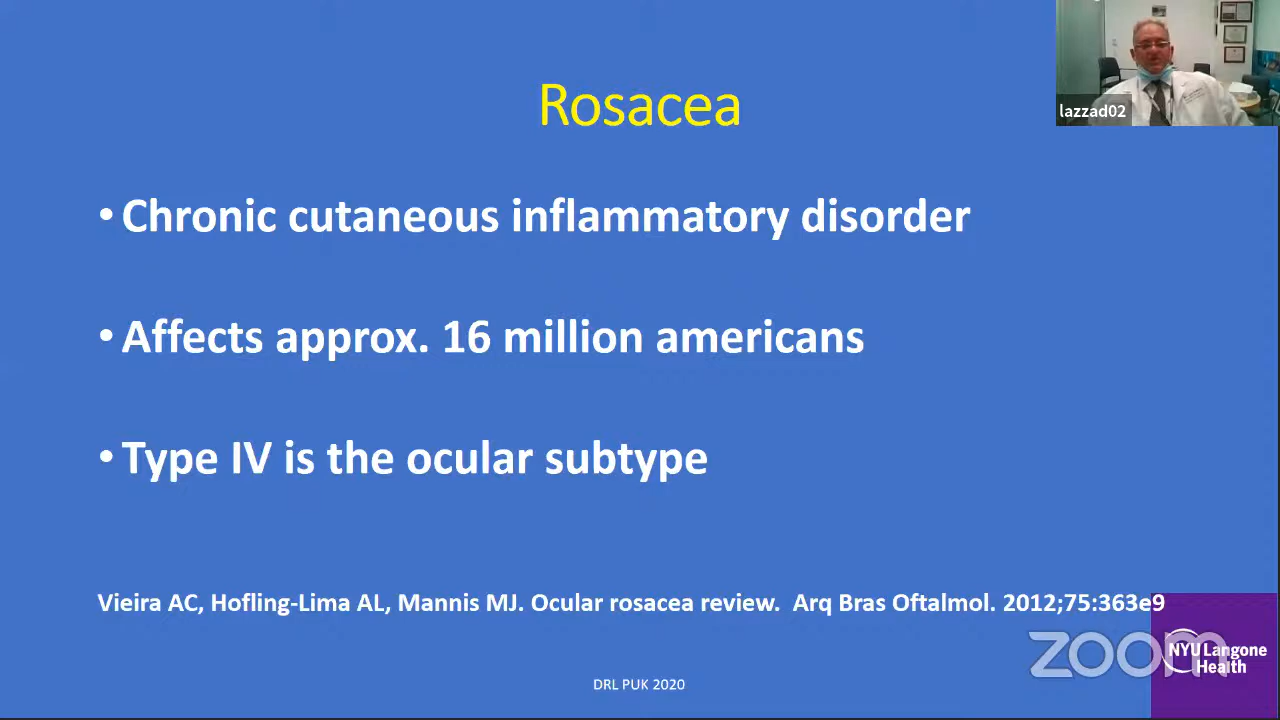 Rosacea
lazzad02
• Chronic cutaneous inflammatory disorder
• Affects approx. 16 million americans
• Type IV is the ocular subtype
Vieira AC, Hofling-Lima AL, Mannis MJ. Ocular rosacea review. Arq Bras Oftalmol. 2012;75:363e9
zoom
NYU Langone
Health
DRL PUK 2020